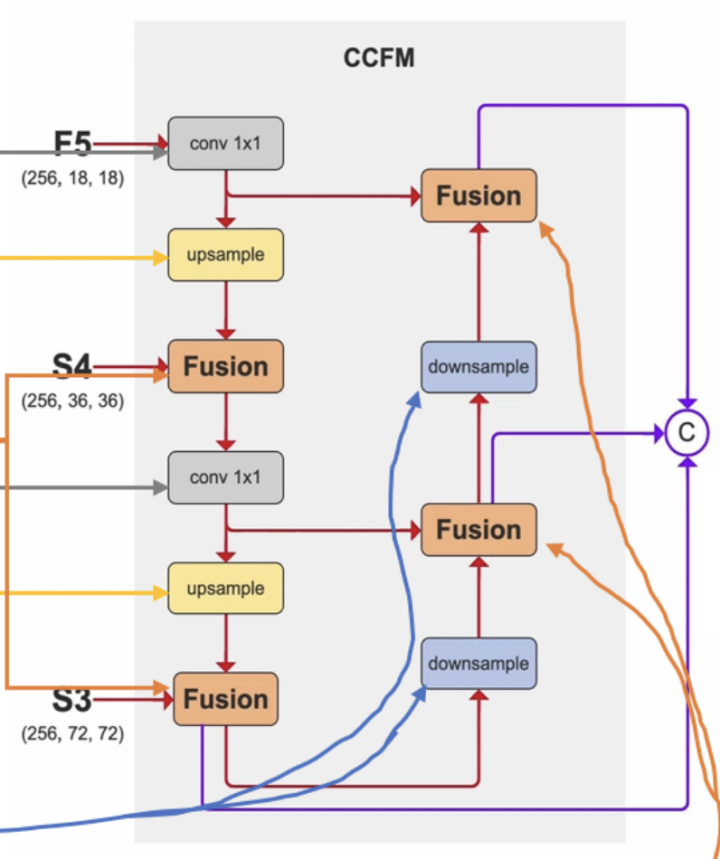 CCFM
F5
conv 1x1
(256, 18, 18)
Fusion
upsample
S4
Fusion
downsample
(256, 36, 36)
C
conv 1x1
Fusion
upsample
downsample
S3
Fusion
(256, 72, 72)